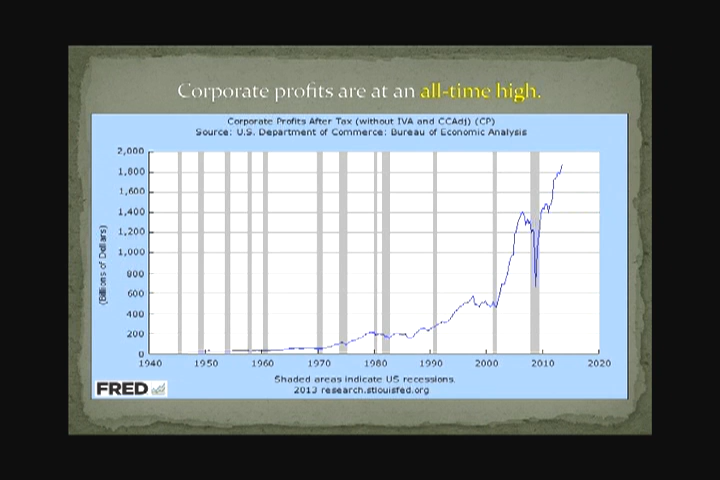 Corporate profits are at an all-time high.
Corporate Profits After Tax (without IVA and CCAdj) (CP)
Source: U.S. Department of Commerce: Bureau of Economic Analysis
(Billions of Dollars)
2,000
1,800
1,600
1,400
1,200
1,000
800
600
400
200
0
1940 1950 1960 1970 1980 1990 2000 2010 2020
Shaded areas indicate US recessions.
2013 research.stlouisfed.org
FRED